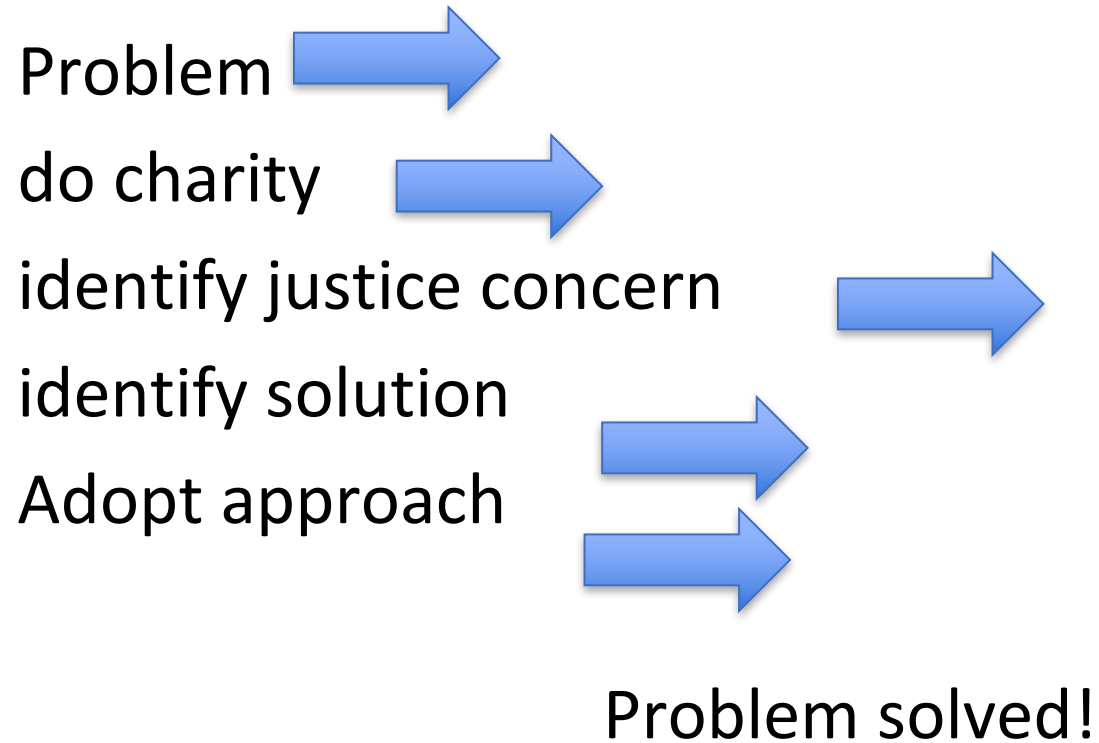 Problem
do charity
identify justice concern
identify solution
Adopt approach
Problem solved!